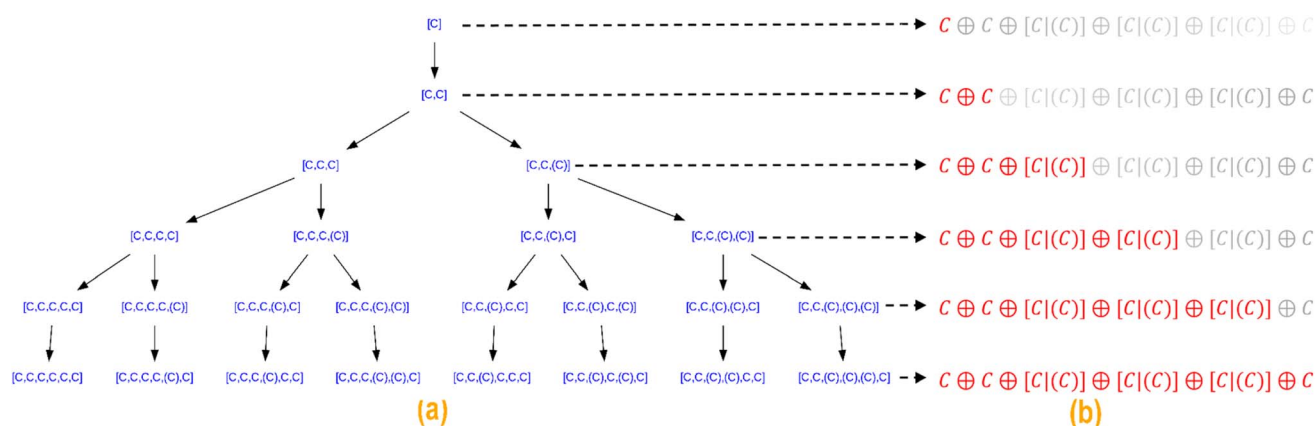 [C] C ⊕ C ⊕ [C|(C)] ⊕ [C|(C)] ⊕ [C|(C)] ⊕ C
[C,C] C ⊕ C ⊕ [C|(C)] ⊕ [C|(C)] ⊕ [C|(C)] ⊕ C
[C,C,C] [C,C,(C)] C ⊕ C ⊕ [C|(C)] ⊕ [C|(C)] ⊕ [C|(C)] ⊕ C
[C,C,C,C] [C,C,C,(C)] [C,C,(C),C] [C,C,(C),(C)] C ⊕ C ⊕ [C|(C)] ⊕ [C|(C)] ⊕ [C|(C)] ⊕ C
[C,C,C,C,C] [C,C,C,C,(C)] [C,C,C,(C),C] [C,C,C,(C),(C)] [C,C,(C),C,C] [C,C,(C),C,(C)] [C,C,(C),(C),C] [C,C,(C),(C),(C)] C ⊕ C ⊕ [C|(C)] ⊕ [C|(C)] ⊕ [C|(C)] ⊕ C
[C,C,C,C,C,C] [C,C,C,C,(C),C] [C,C,C,(C),C,C] [C,C,C,(C),(C),C] [C,C,(C),C,C,C] [C,C,(C),C,(C),C] [C,C,(C),(C),C,C] [C,C,(C),(C),(C),C] C ⊕ C ⊕ [C|(C)] ⊕ [C|(C)] ⊕ [C|(C)] ⊕ C
(a) (b)